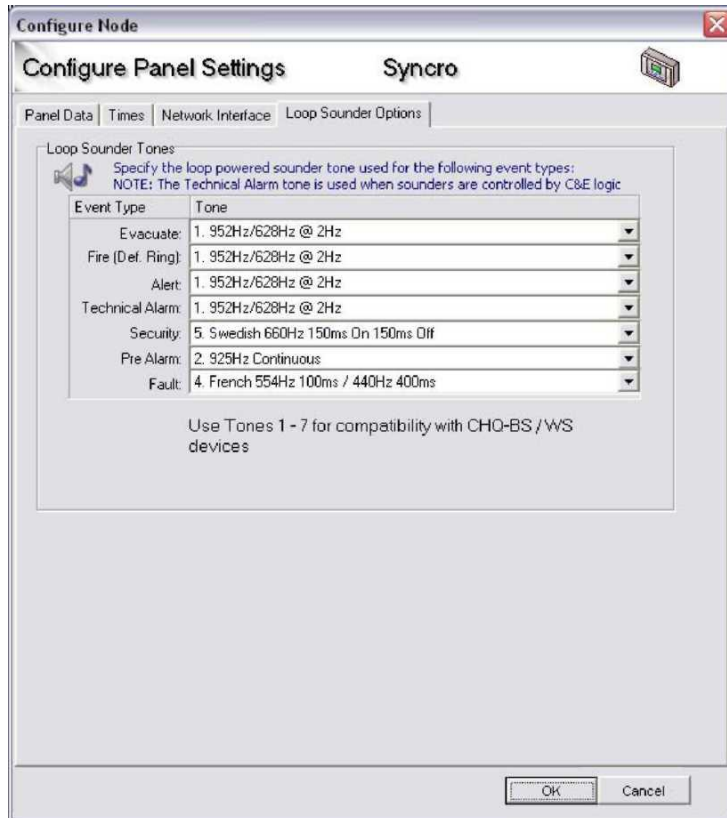 Configure Node
Configure Panel Settings Syncro
Panel Data Times Network Interface Loop Sounder Options
Loop Sounder Tones
Specify the loop powered sounder tone used for the following event types:
NOTE: The Technical Alarm tone is used when sounders are controlled by C&E logic
Event Type Tone
Evacuate: 1. 952Hz/628Hz @ 2Hz
Fire (Def. Ring): 1. 952Hz/628Hz @ 2Hz
Alert: 1. 952Hz/628Hz @ 2Hz
Technical Alarm: 1. 952Hz/628Hz @ 2Hz
Security: 5. Swedish 660Hz 150ms On 150ms Off
Pre Alarm: 2. 925Hz Continuous
Fault: 4. French 554Hz 100ms / 440Hz 400ms
Use Tones 1 - 7 for compatibility with CHQ-BS / WS
devices
OK Cancel